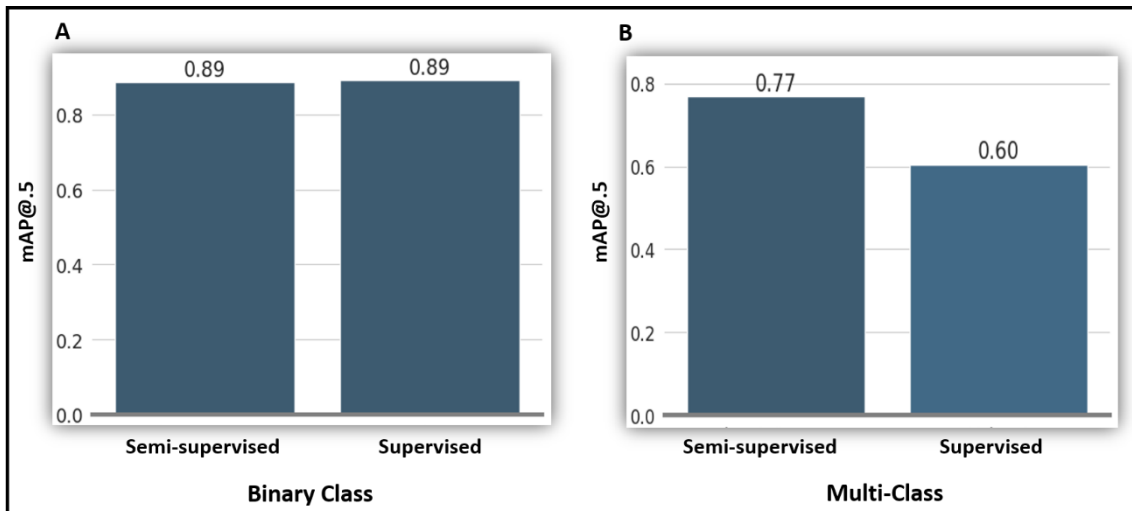 A
0.89
0.89
0.8
0.6
0.4
0.2
0.0
mAP@.5
Semi-supervised
Supervised
Binary Class
B
0.77
0.60
0.8
0.6
0.4
0.2
0.0
mAP@.5
Semi-supervised
Supervised
Multi-Class